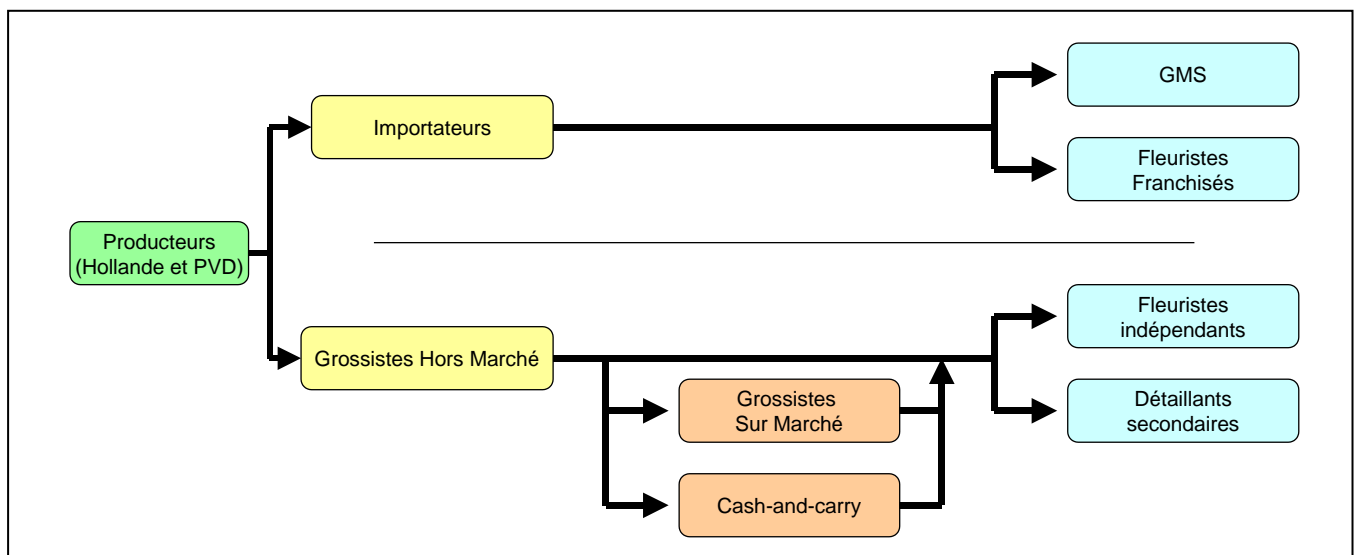 GMS
Importateurs
Fleuristes
Franchisés
Producteurs
(Hollande et PVD)
Fleuristes
indépendants
Grossistes Hors Marché
Grossistes
Sur Marché
Détaillants
secondaires
Cash-and-carry